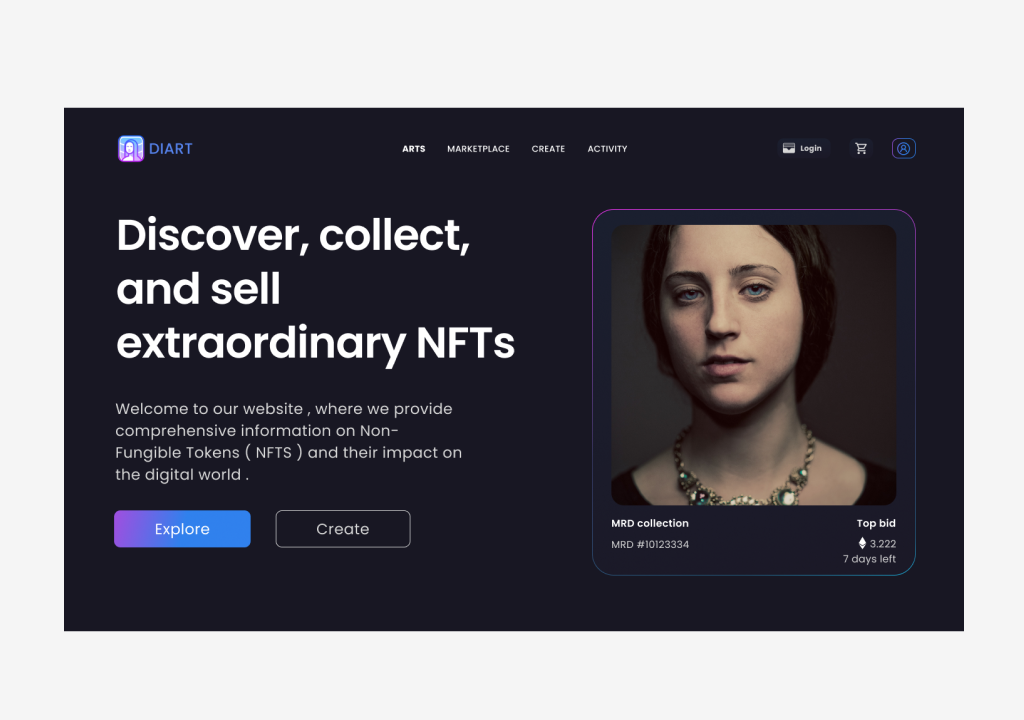 DIART
ARTS MARKETPLACE CREATE ACTIVITY
Login
Discover, collect,
and sell
extraordinary NFTs
Welcome to our website , where we provide
comprehensive information on Non-
Fungible Tokens ( NFTS ) and their impact on
the digital world .
Explore Create
MRD collection Top bid
MRD #10123334 3.222
7 days left